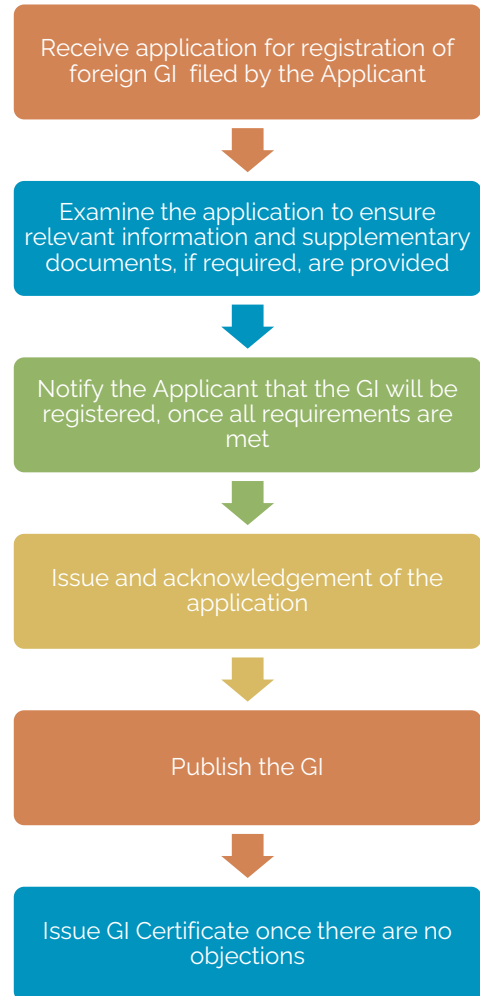 Receive application for registration of
foreign GI filed by the Applicant
Examine the application to ensure
relevant information and supplementary
documents, if required, are provided
Notify the Applicant that the GI will be
registered, once all requirements are
met
Issue and acknowledgement of the
application
Publish the GI
Issue GI Certificate once there are no
objections